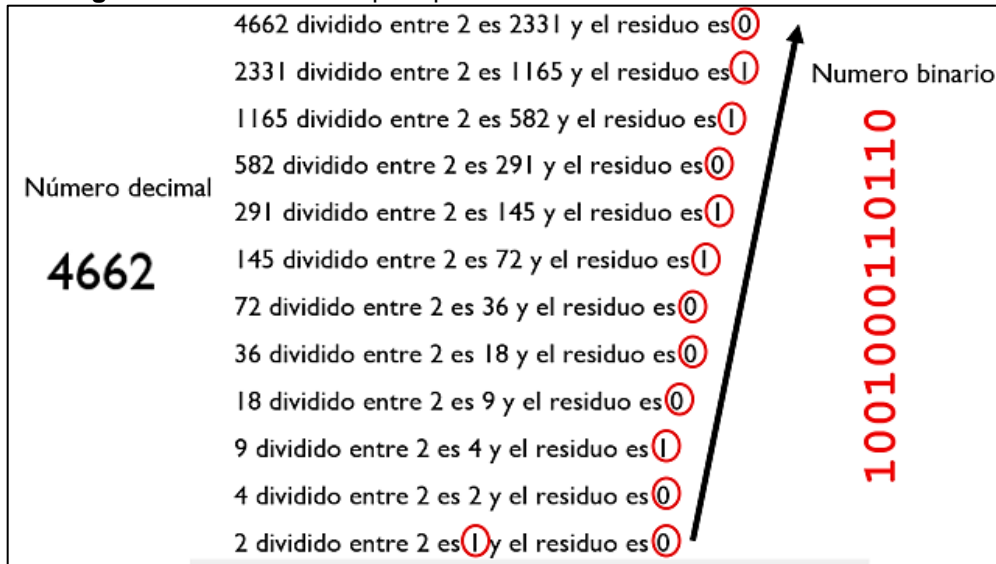 4662 dividido entre 2 es 2331 y el residuo es 0
2331 dividido entre 2 es 1165 y el residuo es 1
1165 dividido entre 2 es 582 y el residuo es 1
582 dividido entre 2 es 291 y el residuo es 0
291 dividido entre 2 es 145 y el residuo es 1
145 dividido entre 2 es 72 y el residuo es 1
72 dividido entre 2 es 36 y el residuo es 0
36 dividido entre 2 es 18 y el residuo es 0
18 dividido entre 2 es 9 y el residuo es 0
9 dividido entre 2 es 4 y el residuo es 1
4 dividido entre 2 es 2 y el residuo es 0
2 dividido entre 2 es 1 y el residuo es 0
Número decimal
4662
Numero binario
1001000110110